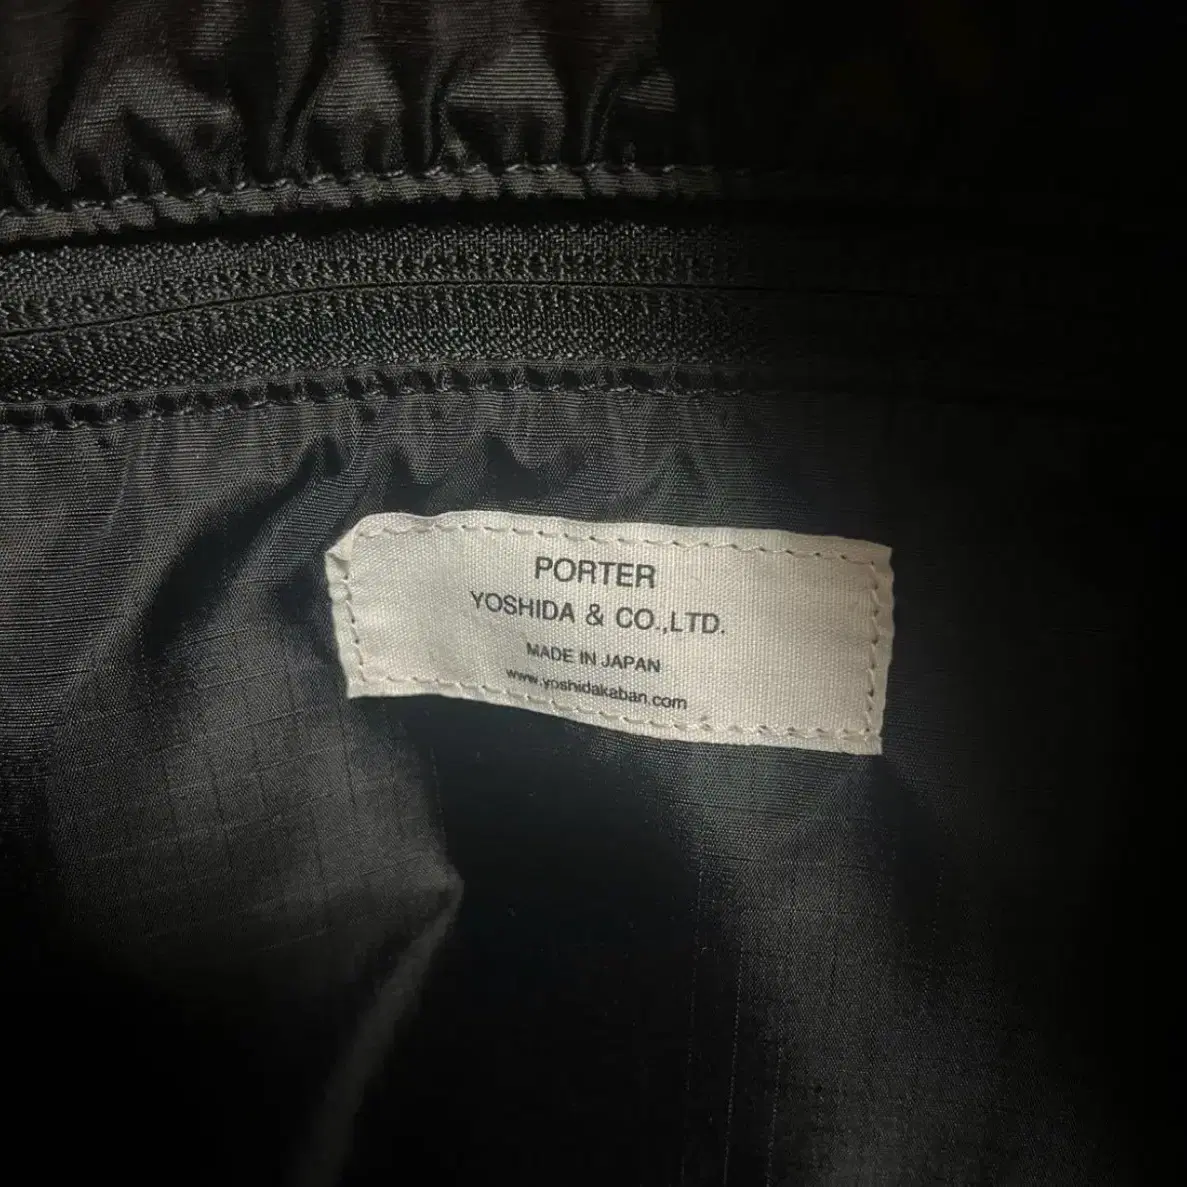 PORTER
YOSHIDA & CO.,LTD.
MADE IN JAPAN
www.yoshidakaban.com